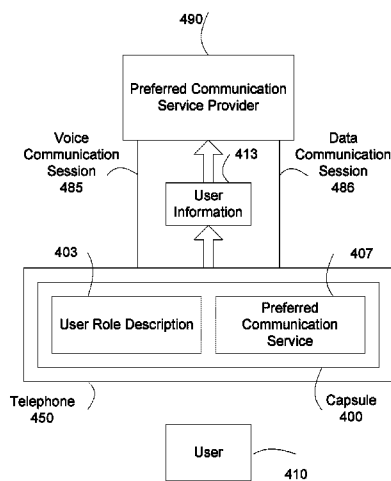 490
Preferred Communication
Service Provider
Voice
Communication
Session
485
413
Data
Communication
Session
486
User
Information
403
407
User Role Description
Preferred
Communication
Service
Telephone
450
Capsule
400
User
410